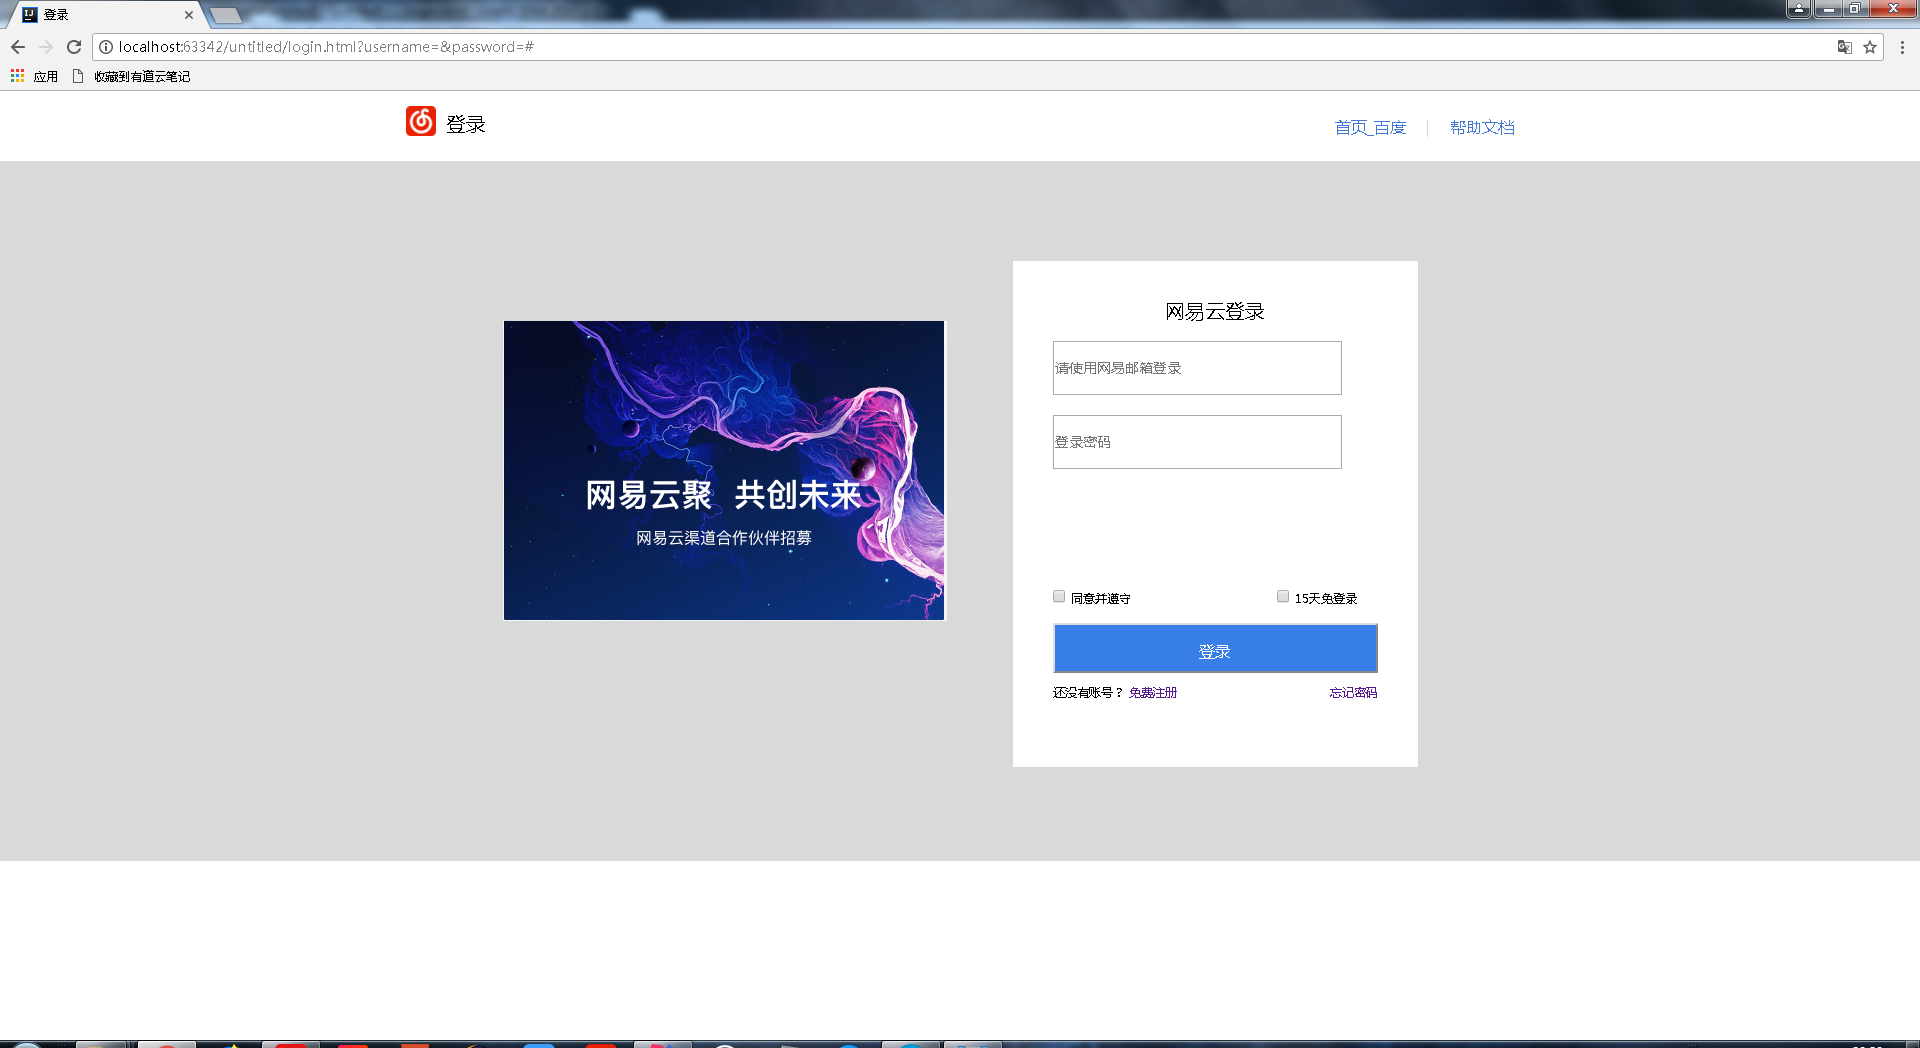 登录
localhost:63342/untitled/login.html?username=&password=#
应用 收藏到有道云笔记
登录
首页_百度 帮助文档
网易云聚 共创未来
网易云渠道合作伙伴招募
网易云登录
请使用网易邮箱登录
登录密码
同意并遵守 15天免登录
登录
还没有账号？ 免费注册 忘记密码